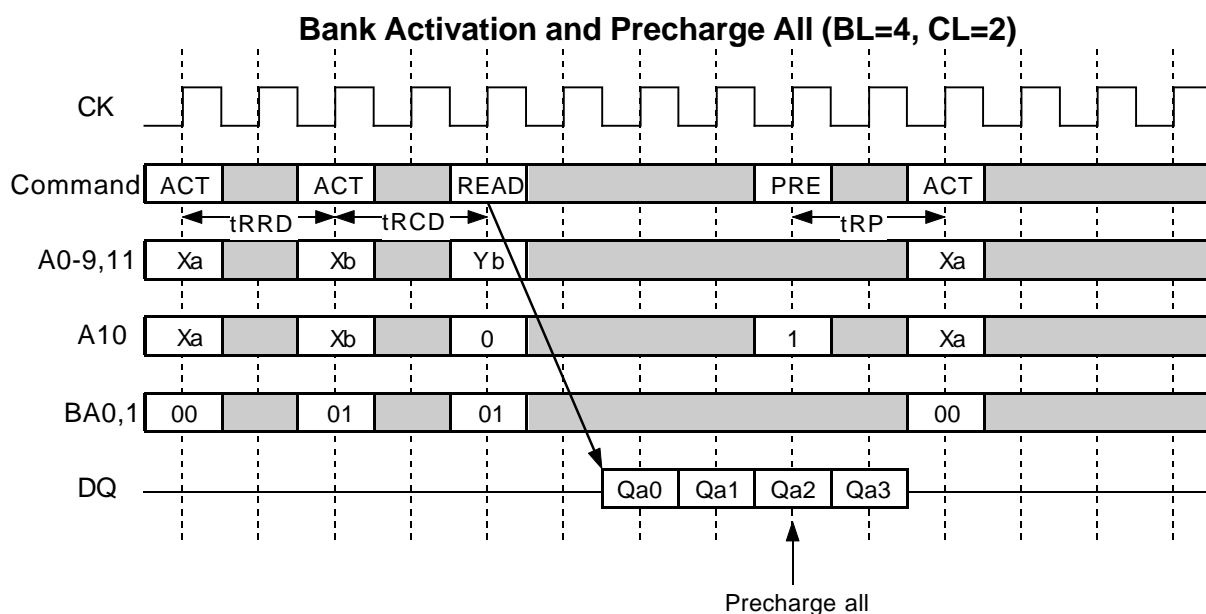 Bank Activation and Precharge All (BL=4, CL=2)
CK
Command ACT ACT READ PRE ACT
tRRD tRCD tRP
A0-9,11 Xa Xb Yb Xa
A10 Xa Xb 0 1 Xa
BA0,1 00 01 01 00
DQ Qa0 Qa1 Qa2 Qa3
Precharge all